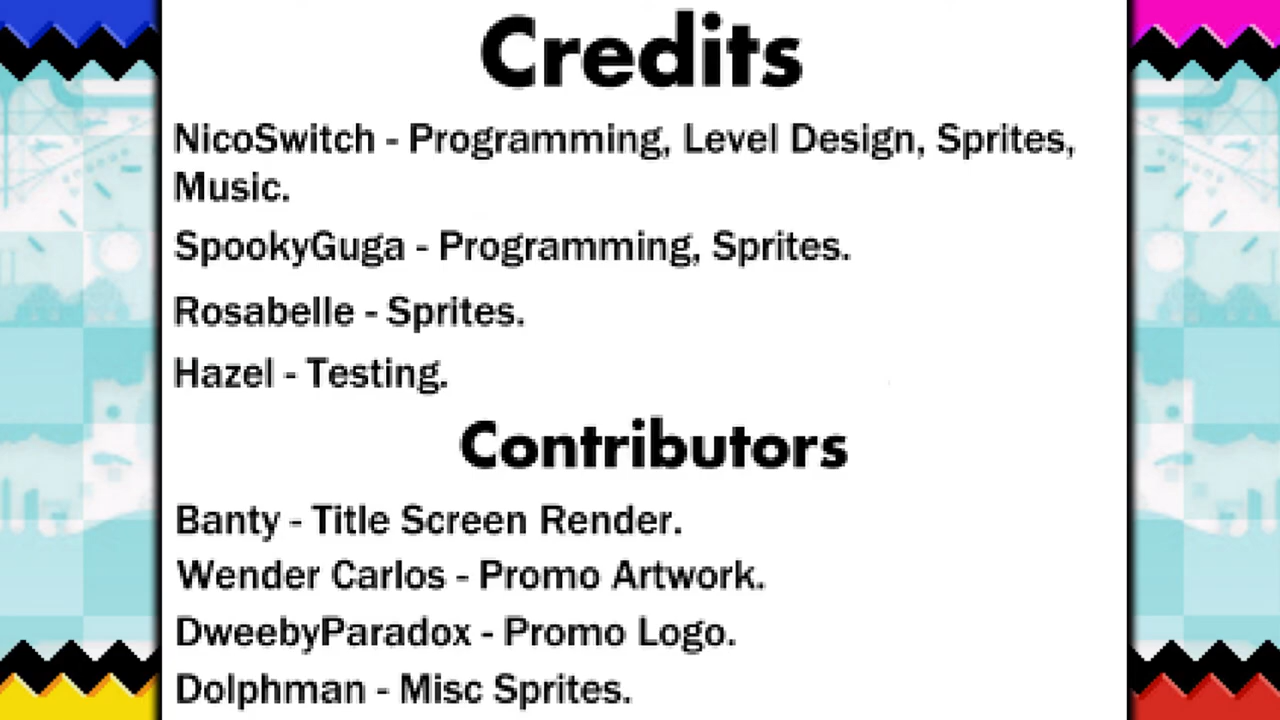 Credits
NicoSwitch - Programming, Level Design, Sprites,
Music.
SpookyGuga - Programming, Sprites.
Rosabelle - Sprites.
Hazel - Testing.
Contributors
Banty - Title Screen Render.
Wender Carlos - Promo Artwork.
DweebyParadox - Promo Logo.
Dolphman - Misc Sprites.